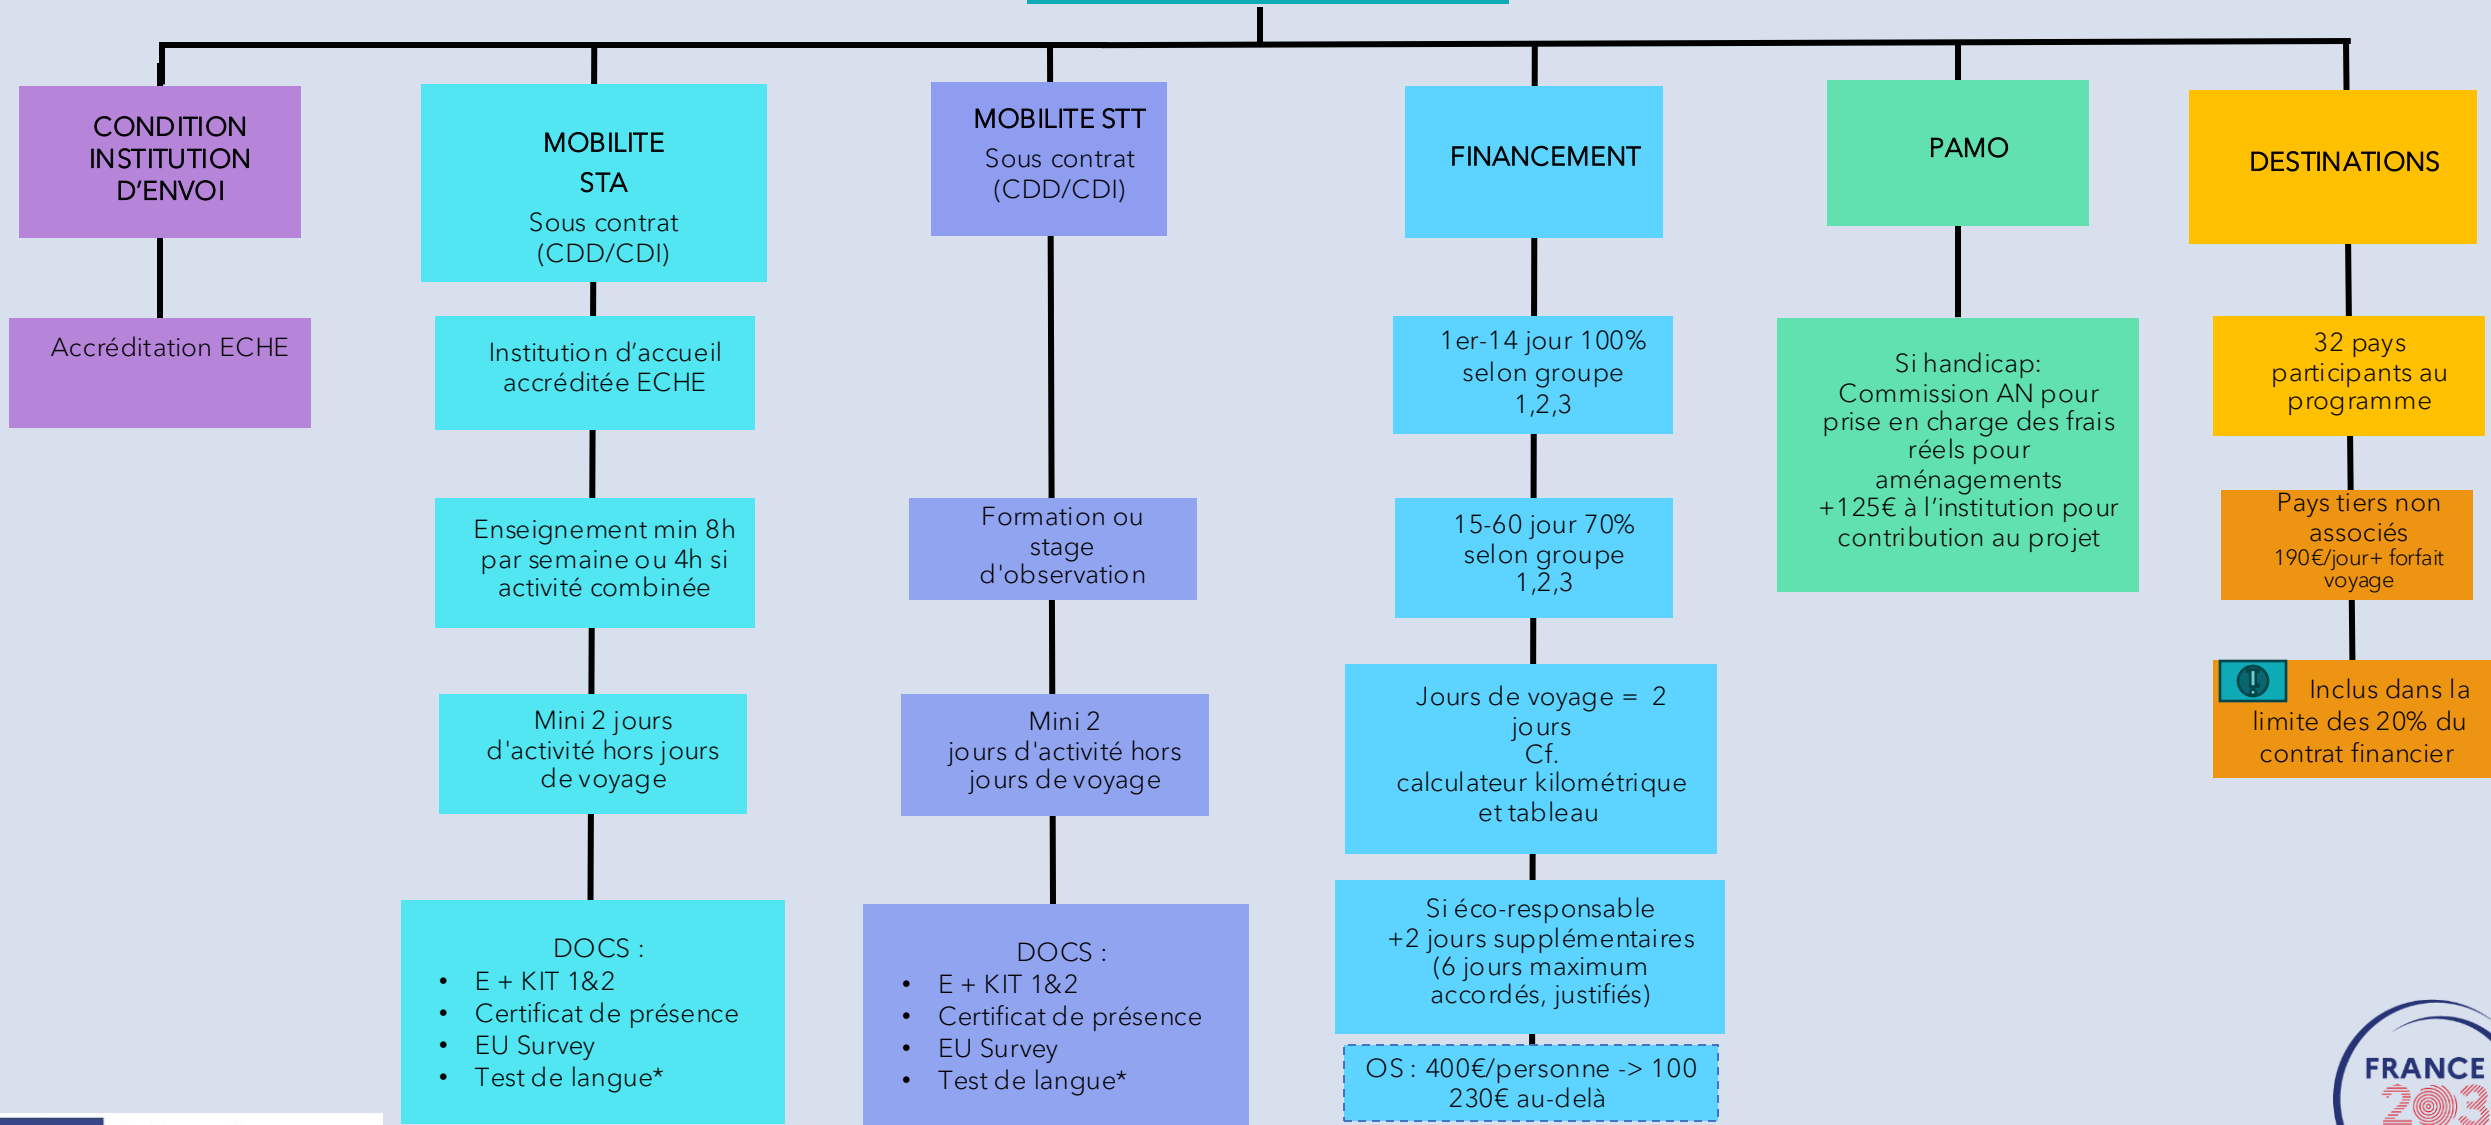 CONDITION
INSTITUTION
D'ENVOI
Accréditation ECHE
MOBILITE
STA
Sous contrat
(CDD/CDI)
Institution d'accueil
accréditée ECHE
Enseignement min 8h
par semaine ou 4h si
activité combinée
Mini 2 jours
d'activité hors jours
de voyage
DOCS :
• E + KIT 1&2
• Certificat de présence
• EU Survey
• Test de langue*
MOBILITE STT
Sous contrat
(CDD/CDI)
Formation ou
stage
d'observation
Mini 2
jours d'activité hors
jours de voyage
DOCS :
• E + KIT 1&2
• Certificat de présence
• EU Survey
• Test de langue*
FINANCEMENT
1er-14 jour 100%
selon groupe
1,2,3
15-60 jour 70%
selon groupe
1,2,3
Jours de voyage = 2
jours
Cf.
calculateur kilométrique
et tableau
Si éco-responsable
+2 jours supplémentaires
(6 jours maximum
accordés, justifiés)
OS : 400€/personne -> 100
230€ au-delà
PAMO
Si handicap:
Commission AN pour
prise en charge des frais
réels pour
aménagements
+125€ à l'institution pour
contribution au projet
DESTINATIONS
32 pays
participants au
programme
Pays tiers non
associés
190€/jour+ forfait
voyage
Inclus dans la
limite des 20% du
contrat financier
FRANCE
203